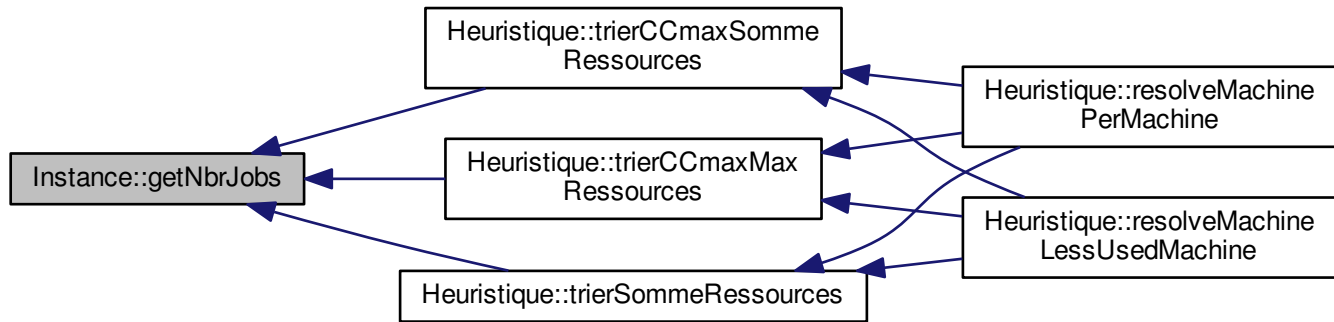 Instance::getNbrJobs
Heuristique::trierCCmaxSomme
Ressources
Heuristique::trierCCmaxMax
Ressources
Heuristique::trierSommeRessources
Heuristique::resolveMachine
PerMachine
Heuristique::resolveMachine
LessUsedMachine